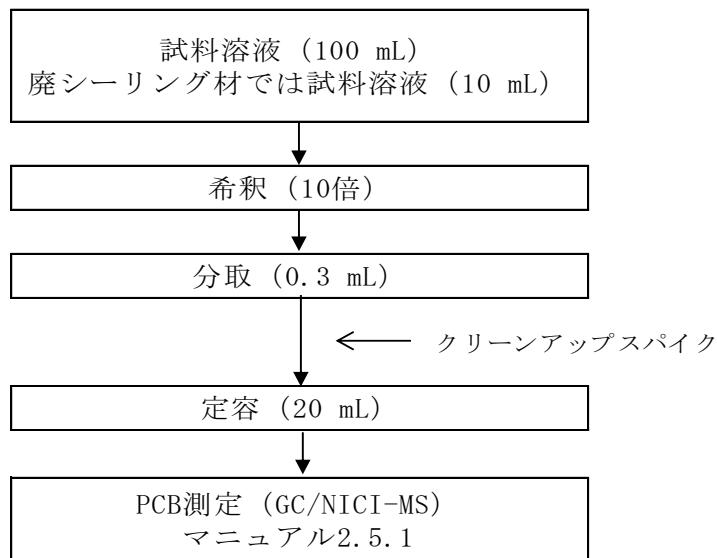 試料溶液 (100 mL)
廃シーリング材では試料溶液 (10 mL)
希釈 (10倍)
分取 (0.3 mL)
クリーンアップスパイク
定容 (20 mL)
PCB測定 (GC/NICI-MS)
マニュアル2.5.1